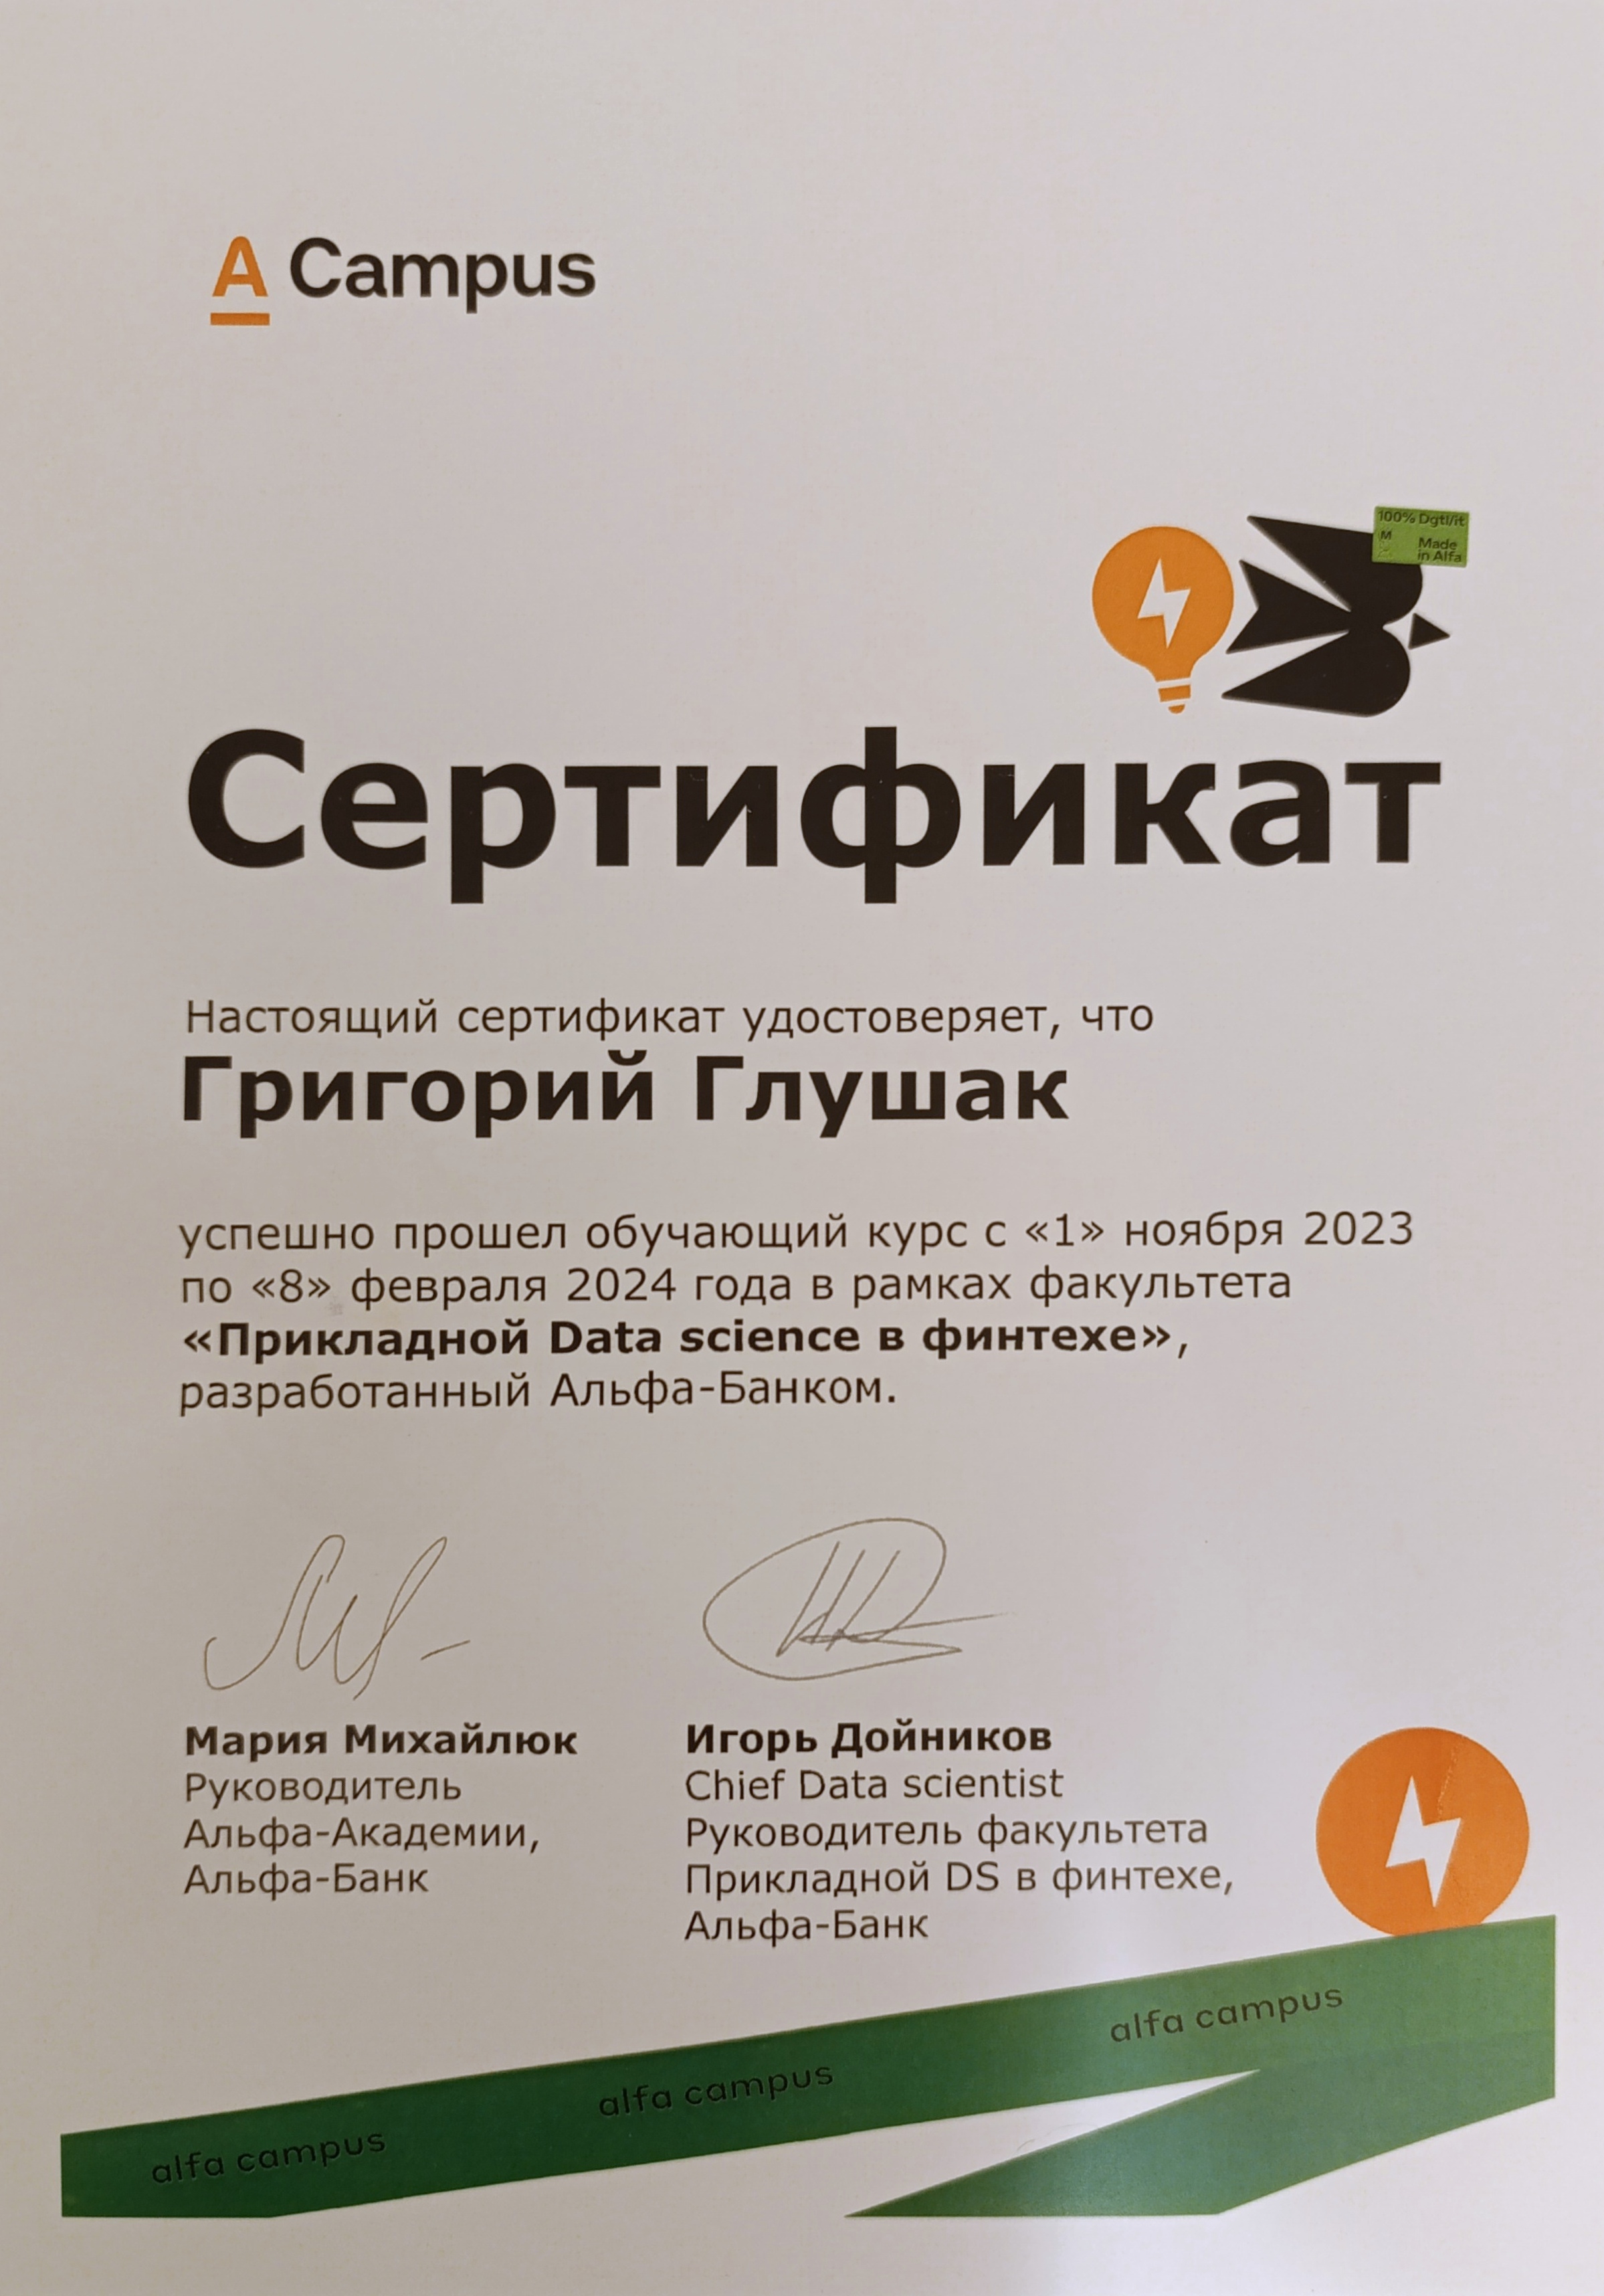 A Campus
100% Dgtl/it
M Made
in Alfa
Сертификат
Настоящий сертификат удостоверяет, что
Григорий Глушак
успешно прошел обучающий курс с «1» ноября 2023
по «8» февраля 2024 года в рамках факультета
«Прикладной Data science в финтехе»,
разработанный Альфа-Банком.
Мария Михайлюк
Руководитель
Альфа-Академии,
Альфа-Банк
Игорь Дойников
Chief Data scientist
Руководитель факультета
Прикладной DS в финтехе,
Альфа-Банк
alfa campus
alfa campus
alfa campus